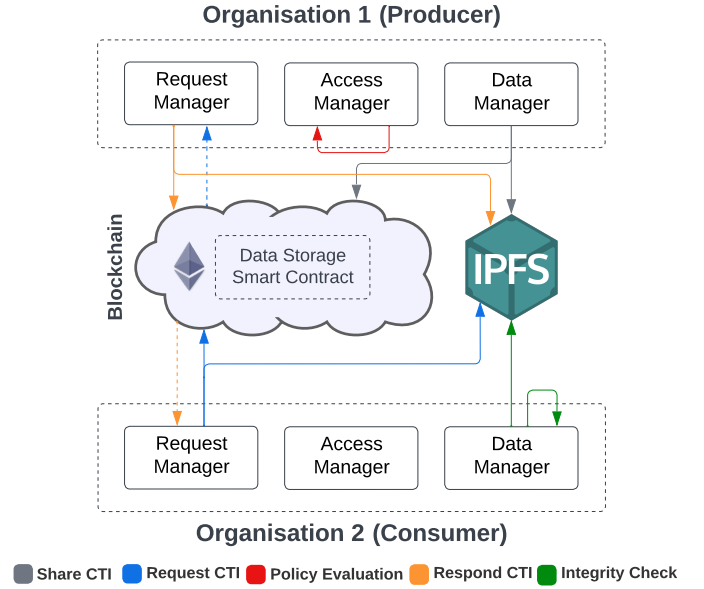 Organisation 1 (Producer)
Request
Manager
Access
Manager
Data
Manager
Blockchain
Data Storage
Smart Contract
IPFS
Request
Manager
Access
Manager
Data
Manager
Organisation 2 (Consumer)
Share CTI
Request CTI
Policy Evaluation
Respond CTI
Integrity Check